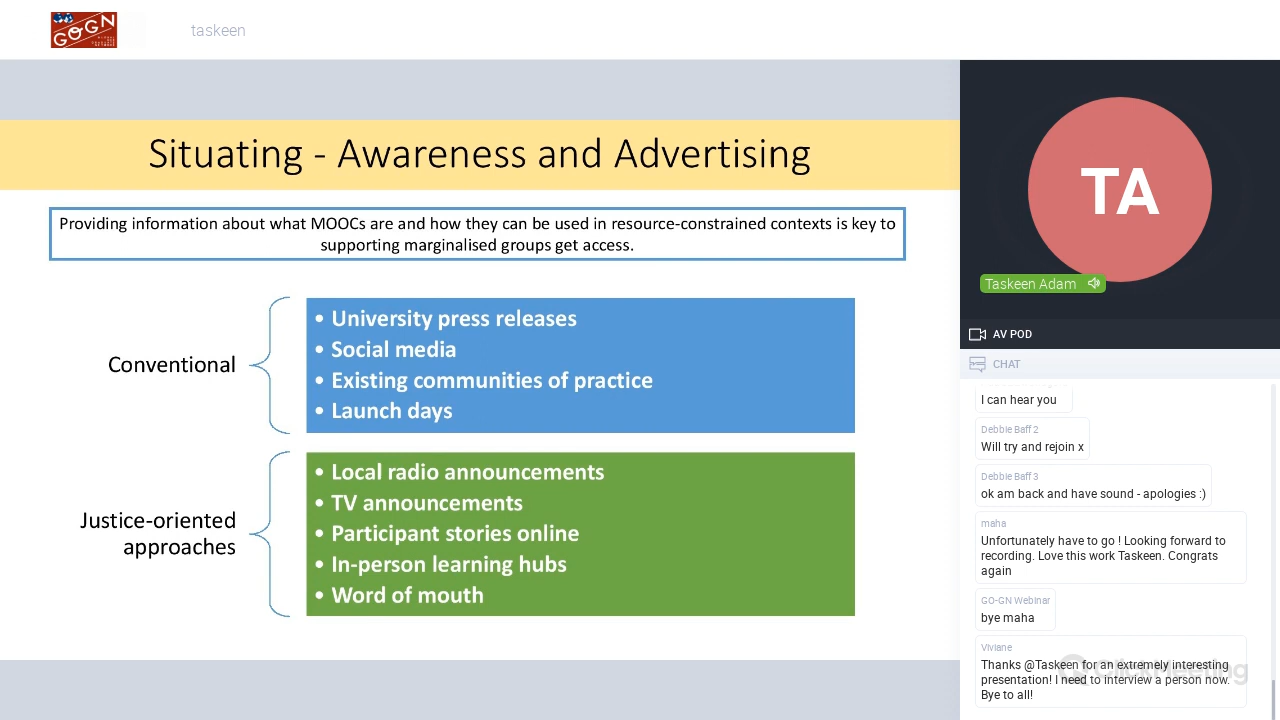 GOGN
taskeen
Situating - Awareness and Advertising
Providing information about what MOOCs are and how they can be used in resource-constrained contexts is key to
supporting marginalised groups get access.
Conventional
• University press releases
• Social media
• Existing communities of practice
• Launch days
Justice-oriented
approaches
• Local radio announcements
• TV announcements
• Participant stories online
• In-person learning hubs
• Word of mouth
TA
Taskeen Adam
AV POD
CHAT
I can hear you
Debbie Baff 2
Will try and rejoin x
Debbie Baff 3
ok am back and have sound - apologies :)
maha
Unfortunately have to go ! Looking forward to
recording. Love this work Taskeen. Congrats
again
GO-GN Webinar
bye maha
Viviane
Thanks @Taskeen for an extremely interesting
presentation! I need to interview a person now.
Bye to all!
ClickMeeting